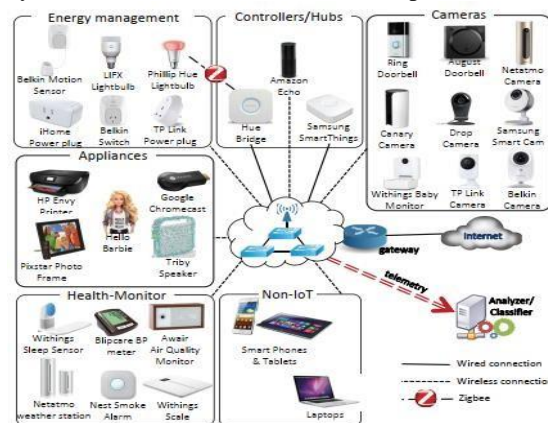 Energy management
Belkin Motion
Sensor
LIFX
Lightbulb
Phillip Hue
Lightbulb
iHome
Power plug
Belkin
Switch
TP Link
Power plug
Z
Controllers/Hubs
Amazon
Echo
Hue
Bridge
Samsung
SmartThings
Cameras
Ring
Doorbell
August
Doorbell
Netatmo
Camera
Canary
Camera
Drop
Camera
Samsung
Smart Cam
Withings Baby
Monitor
TP Link
Camera
Belkin
Camera
Appliances
HP Envy
Printer
Hello
Barbie
Google
Chromecast
Pixstar Photo
Frame
Triby
Speaker
gateway
Internet
telemetry
Analyzer/
Classifier
Health-Monitor
Withings
Sleep Sensor
Blipcare BP
meter
Awair
Air Quality
Monitor
Netatmo
weather station
Nest Smoke
Alarm
Withings
Scale
Non-IoT
Smart Phones
& Tablets
Laptops
Wired connection
Wireless connection
Z
Zigbee